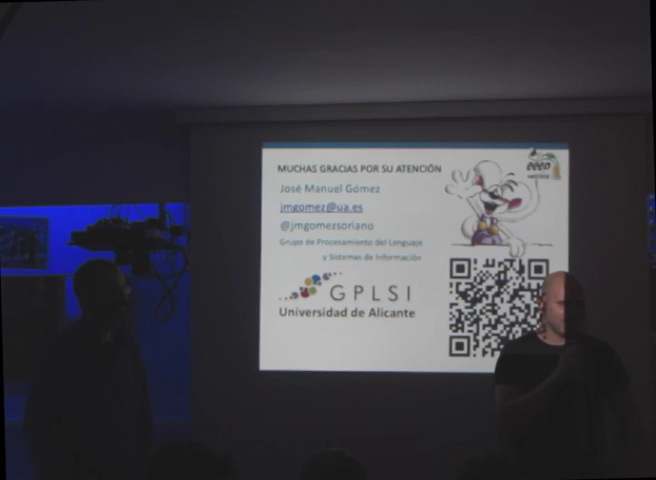 MUCHAS GRACIAS POR SU ATENCIÓN
José Manuel Gómez
jmgomez@ua.es
@jmgomezsoriano
Grupo de Procesamiento del Lenguaje
y Sistemas de Información
GPLSI
Universidad de Alicante